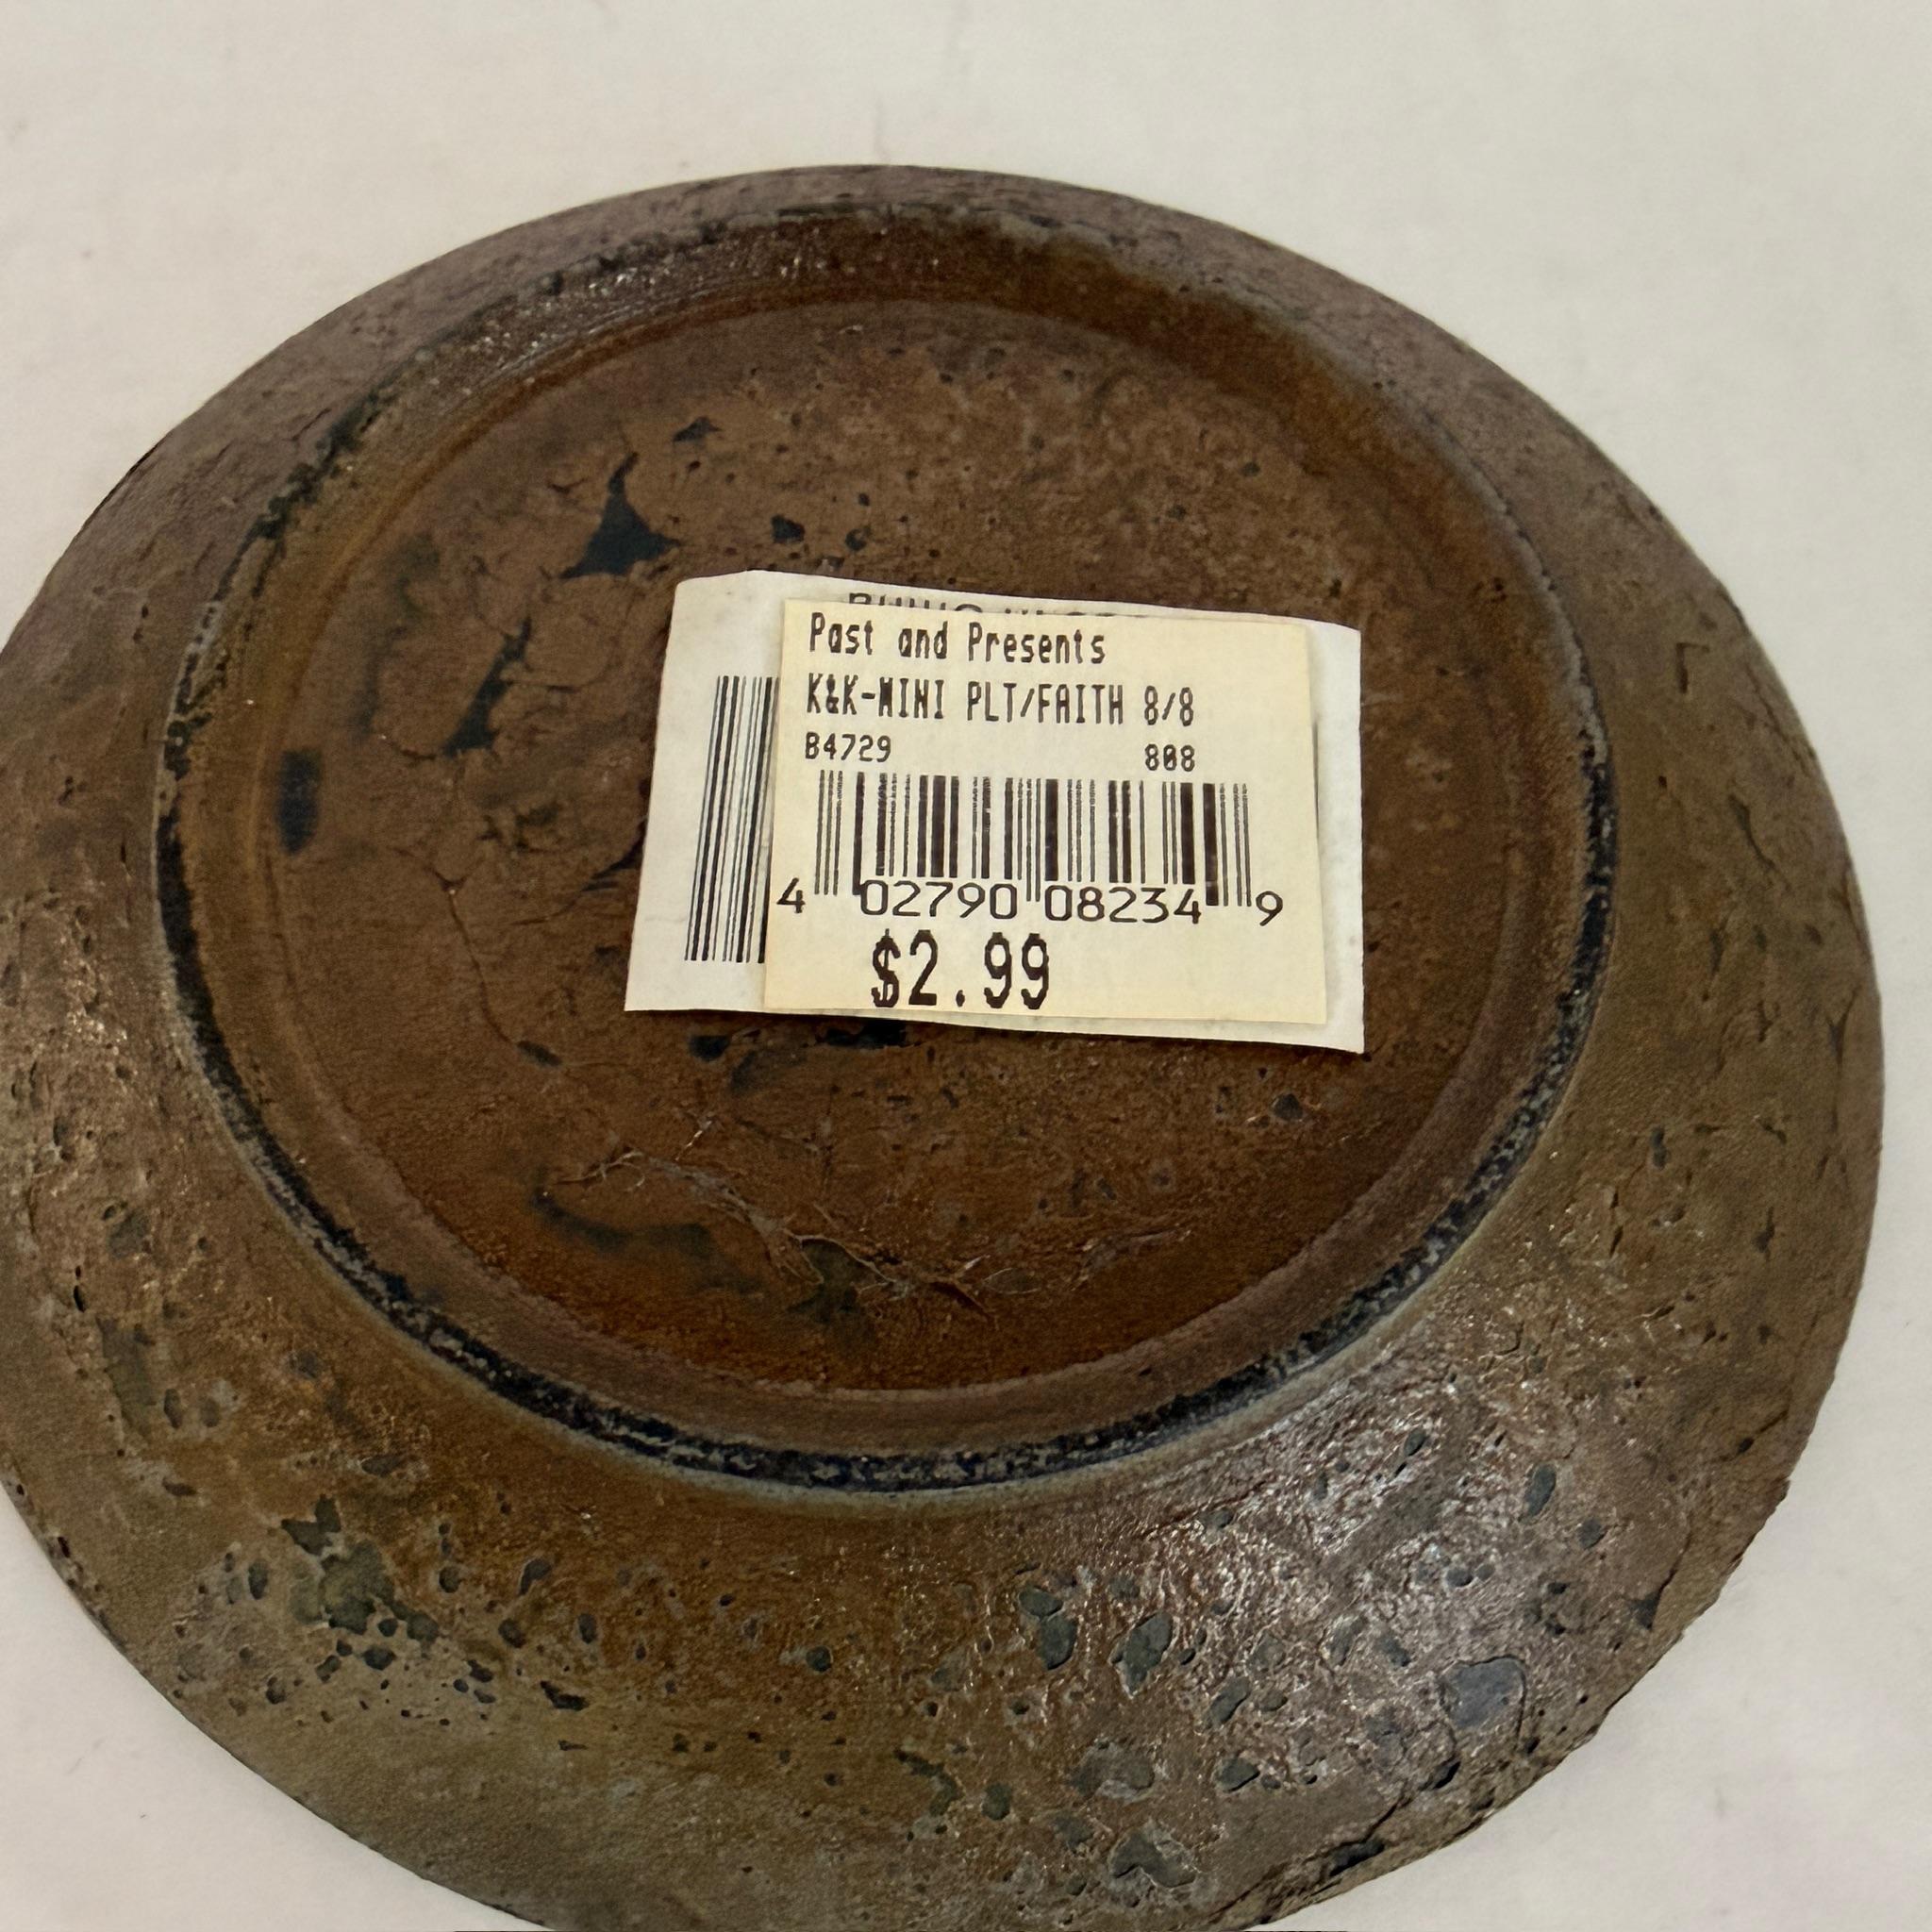 Past and Presents
K&K-MINI PLT/FAITH 8/8
B4729 808
4 02790 08234 9
$2.99